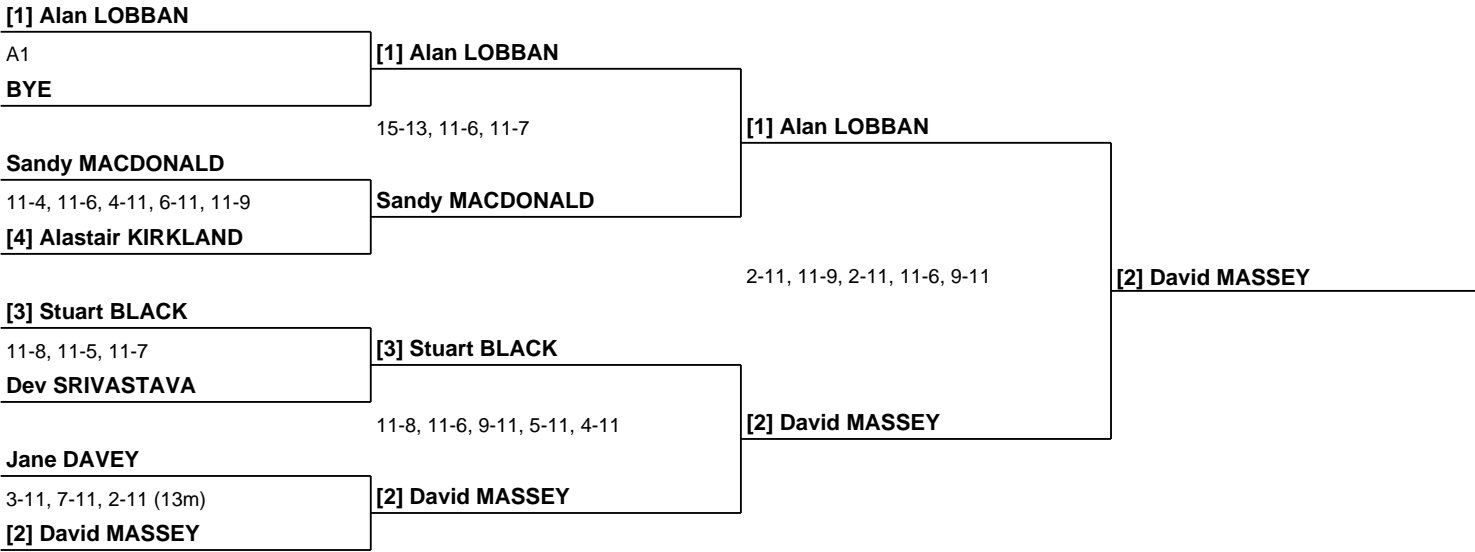 [1] Alan LOBBAN
A1
BYE
[1] Alan LOBBAN
15-13, 11-6, 11-7
[1] Alan LOBBAN
Sandy MACDONALD
11-4, 11-6, 4-11, 6-11, 11-9
[4] Alastair KIRKLAND
Sandy MACDONALD
2-11, 11-9, 2-11, 11-6, 9-11
[2] David MASSEY
[3] Stuart BLACK
11-8, 11-5, 11-7
Dev SRIVASTAVA
[3] Stuart BLACK
11-8, 11-6, 9-11, 5-11, 4-11
[2] David MASSEY
Jane DAVEY
3-11, 7-11, 2-11 (13m)
[2] David MASSEY
[2] David MASSEY